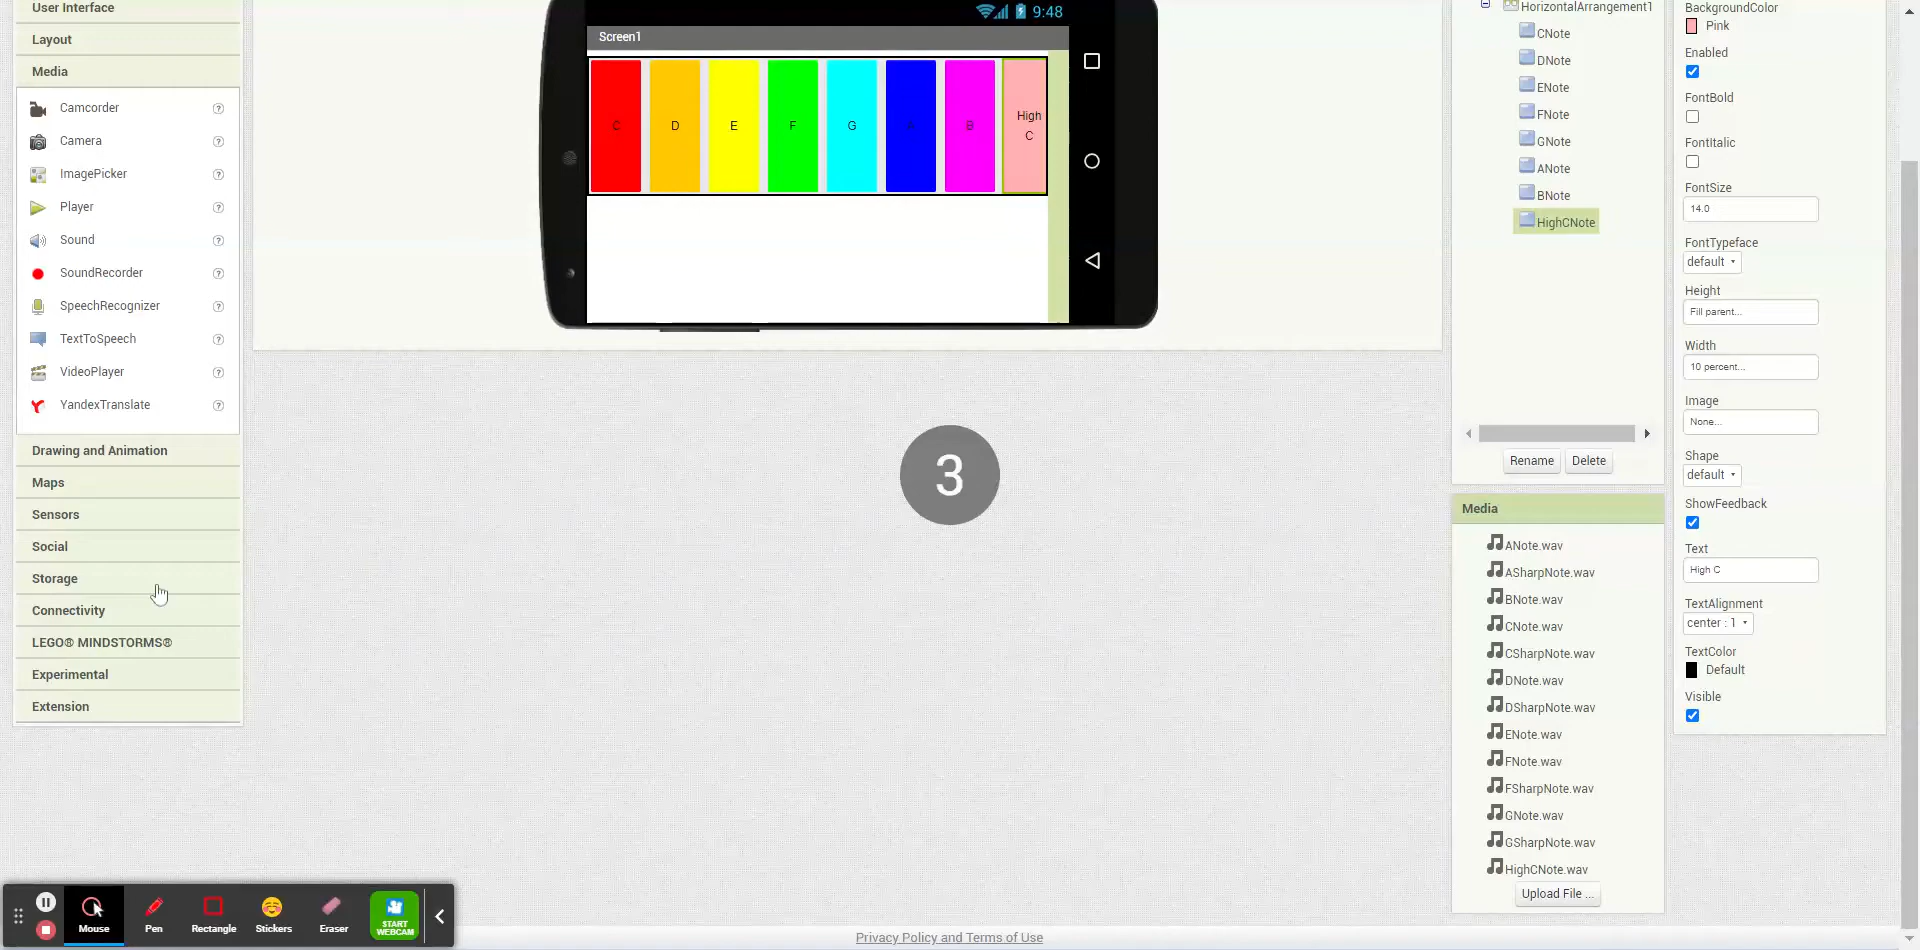 User Interface
Layout
Media
Camcorder ?
Camera ?
ImagePicker ?
Player ?
Sound ?
SoundRecorder ?
SpeechRecognizer ?
TextToSpeech ?
VideoPlayer ?
YandexTranslate ?
Drawing and Animation
Maps
Sensors
Social
Storage
Connectivity
LEGO® MINDSTORMS®
Experimental
Extension
9:48
Screen1
C
D
E
F
G
A
B
High
C
3
HorizontalArrangement1
CNote
DNote
ENote
FNote
GNote
ANote
BNote
HighCNote
Rename
Delete
Media
ANote.wav
ASharpNote.wav
BNote.wav
CNote.wav
CSharpNote.wav
DNote.wav
DSharpNote.wav
ENote.wav
FNote.wav
FSharpNote.wav
GNote.wav
GSharpNote.wav
HighCNote.wav
Upload File ...
BackgroundColor
Pink
Enabled
FontBold
FontItalic
FontSize
14.0
FontTypeface
default
Height
Fill parent...
Width
10 percent...
Image
None...
Shape
default
ShowFeedback
Text
High C
TextAlignment
center : 1
TextColor
Default
Visible
Mouse
Pen
Rectangle
Stickers
Eraser
START
WEBCAM
Privacy Policy and Terms of Use